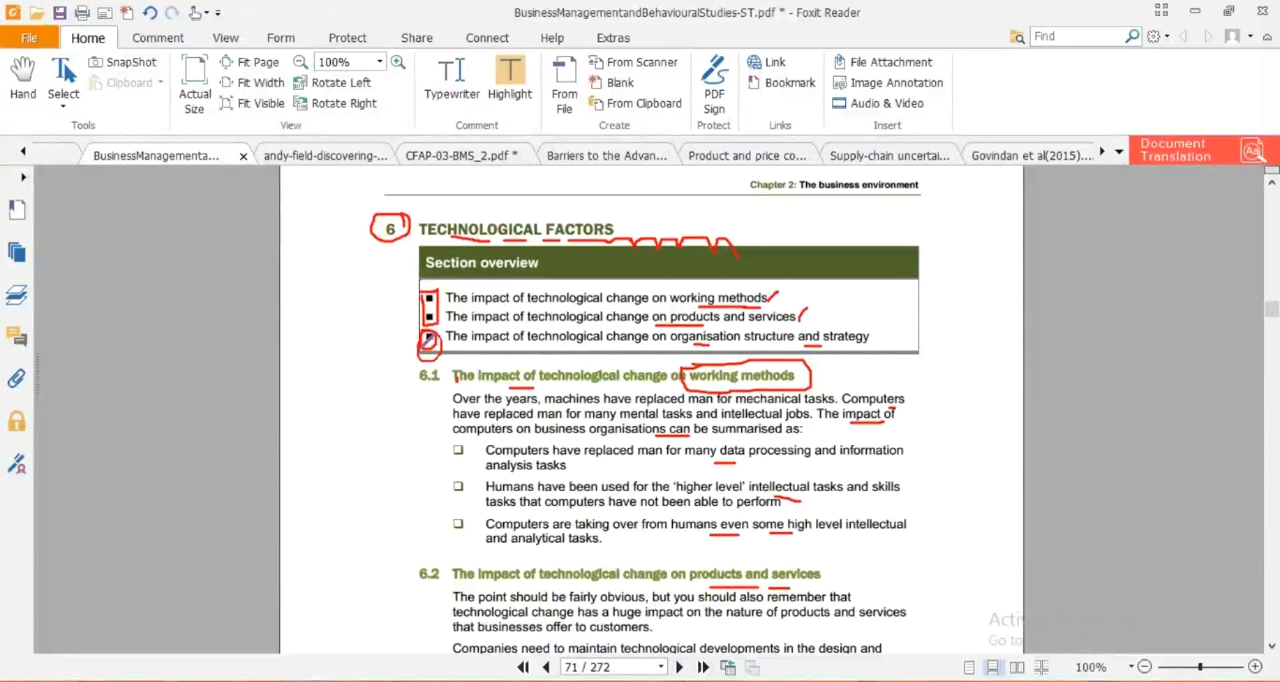 BusinessManagementandBehaviouralStudies-ST.pdf * - Foxit Reader
File Home Comment View Form Protect Share Connect Help Extras Find
SnapShot Fit Page 100% From Scanner Link File Attachment
Clipboard Fit Width Rotate Left Blank Bookmark Image Annotation
Hand Select Actual Size Fit Visible Rotate Right Typewriter Highlight From File From Clipboard PDF Sign Audio & Video
Tools View Comment Create Protect Links Insert
BusinessManagementa... andy-field-discovering-... CFAP-03-BMS_2.pdf * Barriers to the Advan... Product and price co... Supply-chain uncertai... Govindan et al(2015)....
Document
Translation
Chapter 2: The business environment
6 TECHNOLOGICAL FACTORS
Section overview
■ The impact of technological change on working methods
■ The impact of technological change on products and services
■ The impact of technological change on organisation structure and strategy
6.1 The impact of technological change on working methods
Over the years, machines have replaced man for mechanical tasks. Computers
have replaced man for many mental tasks and intellectual jobs. The impact of
computers on business organisations can be summarised as:
❑ Computers have replaced man for many data processing and information
analysis tasks
❑ Humans have been used for the ‘higher level’ intellectual tasks and skills
tasks that computers have not been able to perform
❑ Computers are taking over from humans even some high level intellectual
and analytical tasks.
6.2 The impact of technological change on products and services
The point should be fairly obvious, but you should also remember that
technological change has a huge impact on the nature of products and services
that businesses offer to customers.
Companies need to maintain technological developments in the design and
Go to
71 / 272
100%